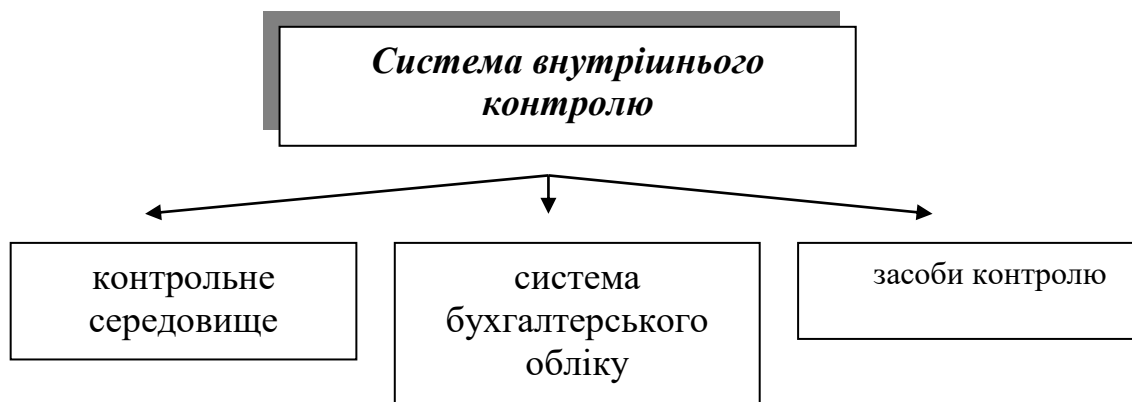 Система внутрішнього
контролю
контрольне
середовище
система
бухгалтерського
обліку
засоби контролю